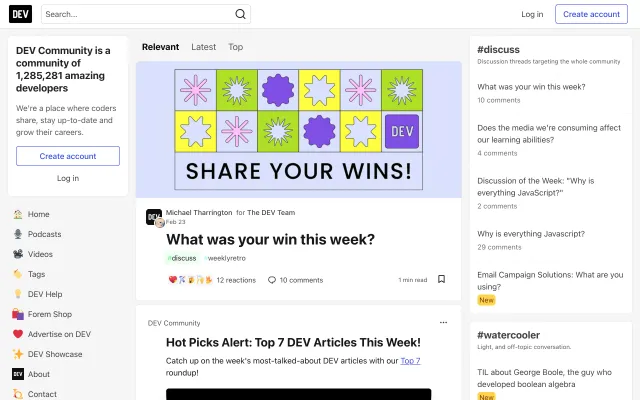 DEV
Search...
Log in
Create account
DEV Community is a
community of
1,285,281 amazing
developers
We're a place where coders
share, stay up-to-date and
grow their careers.
Create account
Log in
Home
Podcasts
Videos
Tags
DEV Help
Forem Shop
Advertise on DEV
DEV Showcase
DEV
About
Contact
Relevant
Latest
Top
DEV
SHARE YOUR WINS!
DEV
Michael Tharrington for The DEV Team
Feb 23
What was your win this week?
#discuss #weeklyretro
12 reactions
10 comments
1 min read
DEV Community
Hot Picks Alert: Top 7 DEV Articles This Week!
Catch up on the week's most-talked-about DEV articles with our Top 7
roundup!
#discuss
Discussion threads targeting the whole community
What was your win this week?
10 comments
Does the media we're consuming affect
our learning abilities?
4 comments
Discussion of the Week: "Why is
everything JavaScript?"
2 comments
Why is everything Javascript?
29 comments
Email Campaign Solutions: What are you
using?
New
#watercooler
Light, and off-topic conversation.
TIL about George Boole, the guy who
developed boolean algebra
New